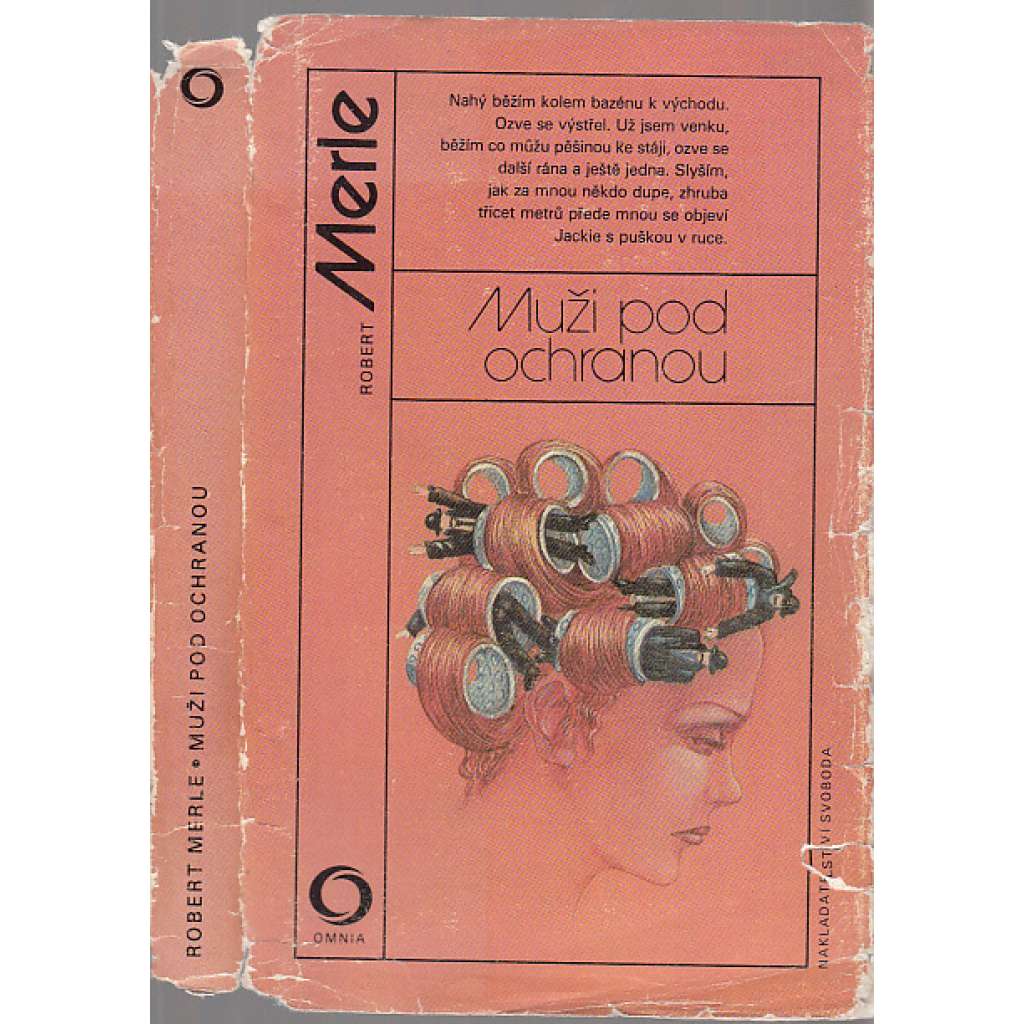 ROBERT MERLE • MUŽI POD OCHRANOU
ROBERT Merle
Nahý běžím kolem bazénu k východu.
Ozve se výstřel. Už jsem venku,
běžím co můžu pěšinou ke stáji, ozve se
další rána a ještě jedna. Slyším,
jak za mnou někdo dupe, zhruba
třicet metrů přede mnou se objeví
Jackie s puškou v ruce.
Muži pod
ochranou
OMNIA
NAKLADATELSTVÍ SVOBODA